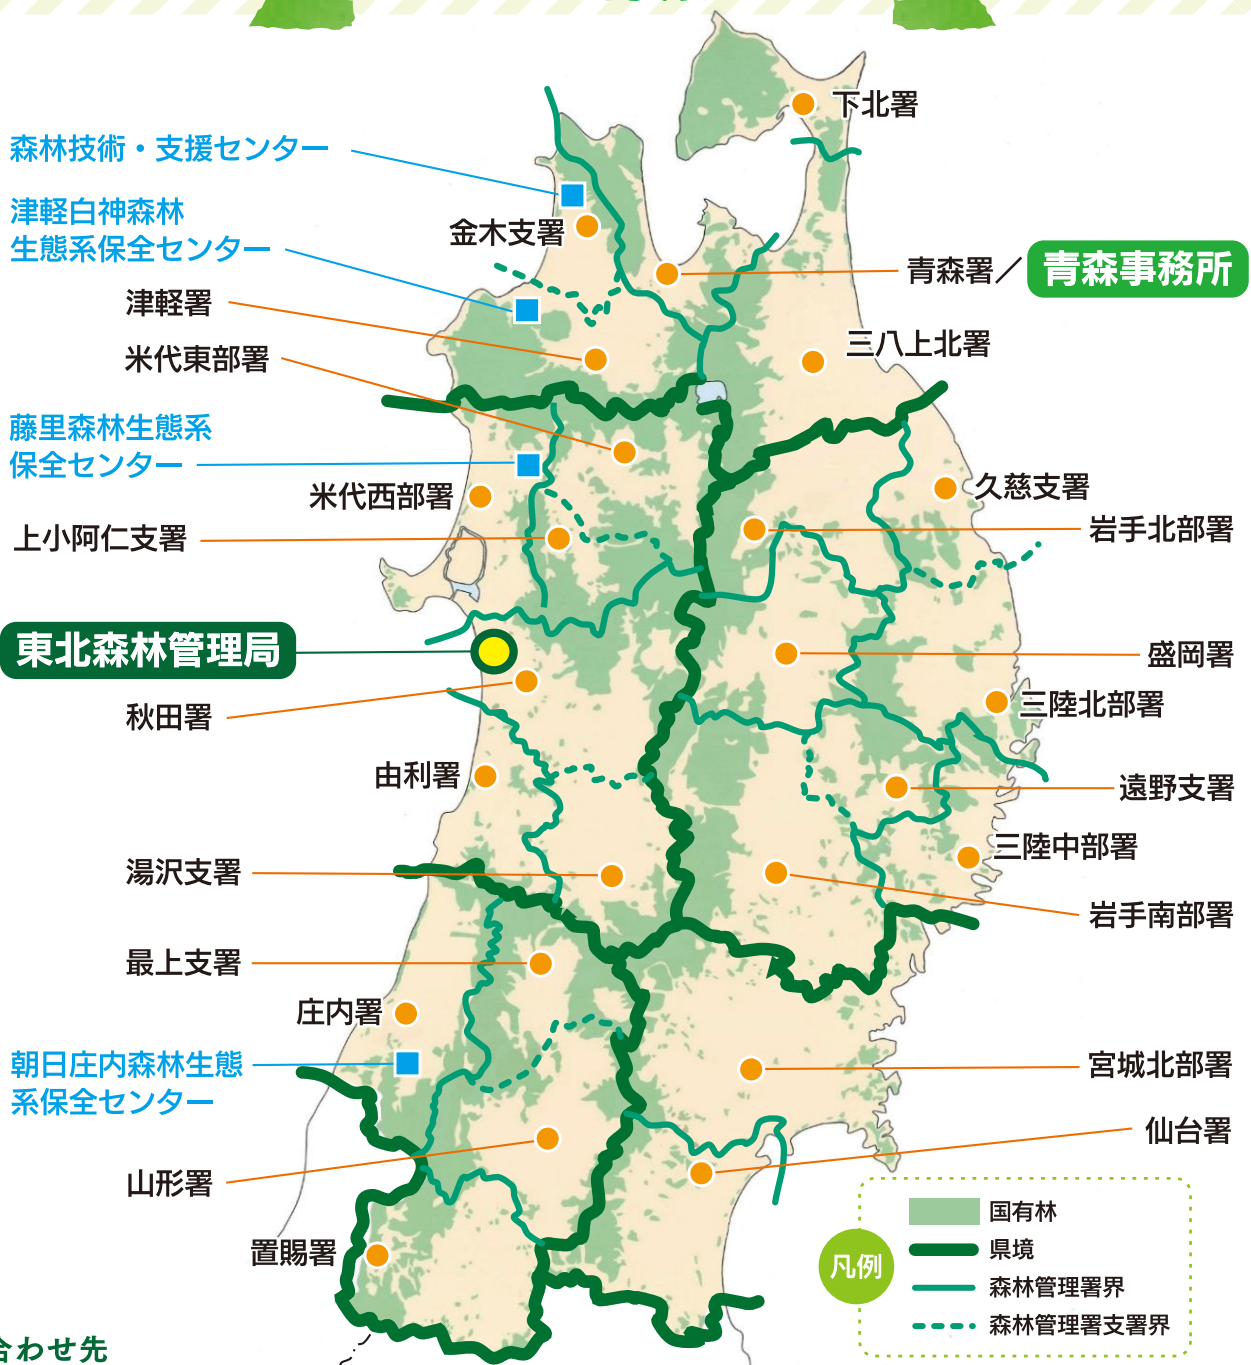 下北署
森林技術・支援センター
津軽白神森林
生態系保全センター
金木支署
青森署／
青森事務所
津軽署
三八上北署
米代東部署
藤里森林生態系
保全センター
米代西部署
久慈支署
上小阿仁支署
岩手北部署
東北森林管理局
盛岡署
秋田署
三陸北部署
由利署
遠野支署
湯沢支署
三陸中部署
岩手南部署
最上支署
庄内署
朝日庄内森林生態
系保全センター
宮城北部署
仙台署
山形署
置賜署
凡例
国有林
県境
森林管理署界
森林管理署支署界
合わせ先